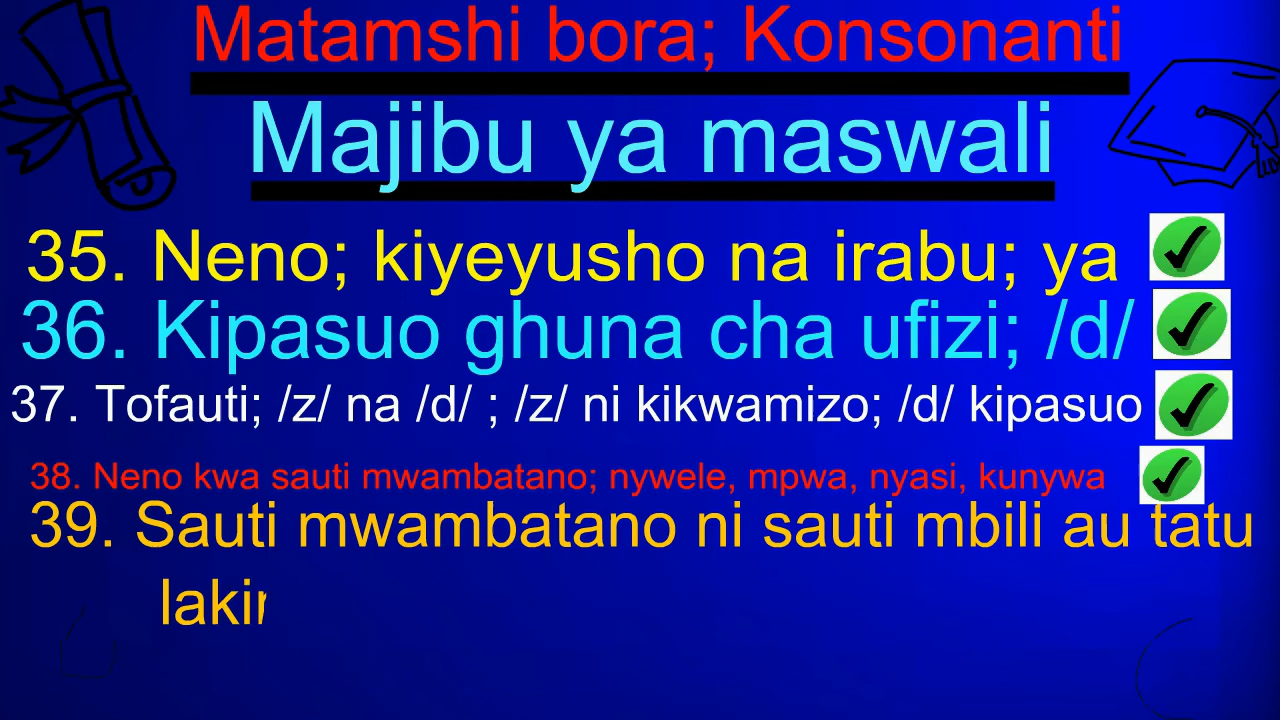 Matamshi bora; Konsonanti
Majibu ya maswali
35. Neno; kiyeyusho na irabu; ya
36. Kipasuo ghuna cha ufizi; /d/
37. Tofauti; /z/ na /d/ ; /z/ ni kikwamizo; /d/ kipasuo
38. Neno kwa sauti mwambatano; nywele, mpwa, nyasi, kunywa
39. Sauti mwambatano ni sauti mbili au tatu